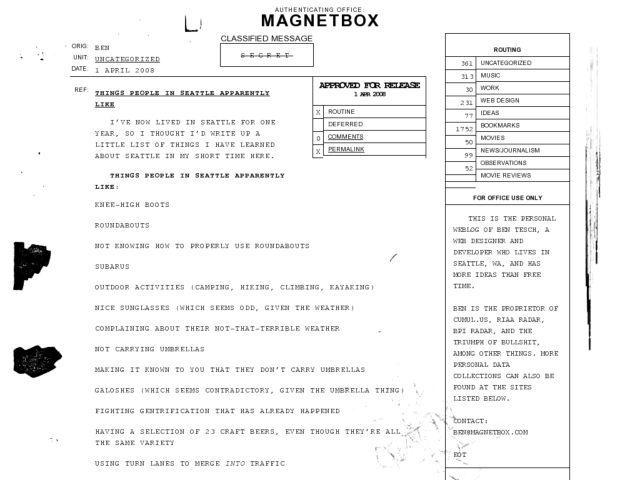 AUTHENTICATING OFFICE:
MAGNETBOX
CLASSIFIED MESSAGE
SECRET
ORIG: BEN
UNIT: UNCATEGORIZED
DATE: 1 APRIL 2008
REF: THINGS PEOPLE IN SEATTLE APPARENTLY
LIKE
APPROVED FOR RELEASE
1 APR 2008
X ROUTINE
DEFERRED
0 COMMENTS
X PERMALINK
I'VE NOW LIVED IN SEATTLE FOR ONE
YEAR, SO I THOUGHT I'D WRITE UP A
LITTLE LIST OF THINGS I HAVE LEARNED
ABOUT SEATTLE IN MY SHORT TIME HERE.
THINGS PEOPLE IN SEATTLE APPARENTLY
LIKE:
KNEE-HIGH BOOTS
ROUNDABOUTS
NOT KNOWING HOW TO PROPERLY USE ROUNDABOUTS
SUBARUS
OUTDOOR ACTIVITIES (CAMPING, HIKING, CLIMBING, KAYAKING)
NICE SUNGLASSES (WHICH SEEMS ODD, GIVEN THE WEATHER)
COMPLAINING ABOUT THEIR NOT-THAT-TERRIBLE WEATHER
NOT CARRYING UMBRELLAS
MAKING IT KNOWN TO YOU THAT THEY DON'T CARRY UMBRELLAS
GALOSHES (WHICH SEEMS CONTRADICTORY, GIVEN THE UMBRELLA THING)
FIGHTING GENTRIFICATION THAT HAS ALREADY HAPPENED
HAVING A SELECTION OF 23 CRAFT BEERS, EVEN THOUGH THEY'RE ALL
THE SAME VARIETY
USING TURN LANES TO MERGE INTO TRAFFIC
ROUTING
361 UNCATEGORIZED
313 MUSIC
30 WORK
231 WEB DESIGN
77 IDEAS
1752 BOOKMARKS
50 MOVIES
99 NEWS/JOURNALISM
52 OBSERVATIONS
MOVIE REVIEWS
FOR OFFICE USE ONLY
THIS IS THE PERSONAL
WEBLOG OF BEN TESCH, A
WEB DESIGNER AND
DEVELOPER WHO LIVES IN
SEATTLE, WA, AND HAS
MORE IDEAS THAN FREE
TIME.
BEN IS THE PROPRIETOR OF
CUMUL.US, RIAA RADAR,
BPI RADAR, AND THE
TRIUMPH OF BULLSHIT,
AMONG OTHER THINGS. MORE
PERSONAL DATA
COLLECTIONS CAN ALSO BE
FOUND AT THE SITES
LISTED BELOW.
CONTACT:
BEN@MAGNETBOX.COM
EOT